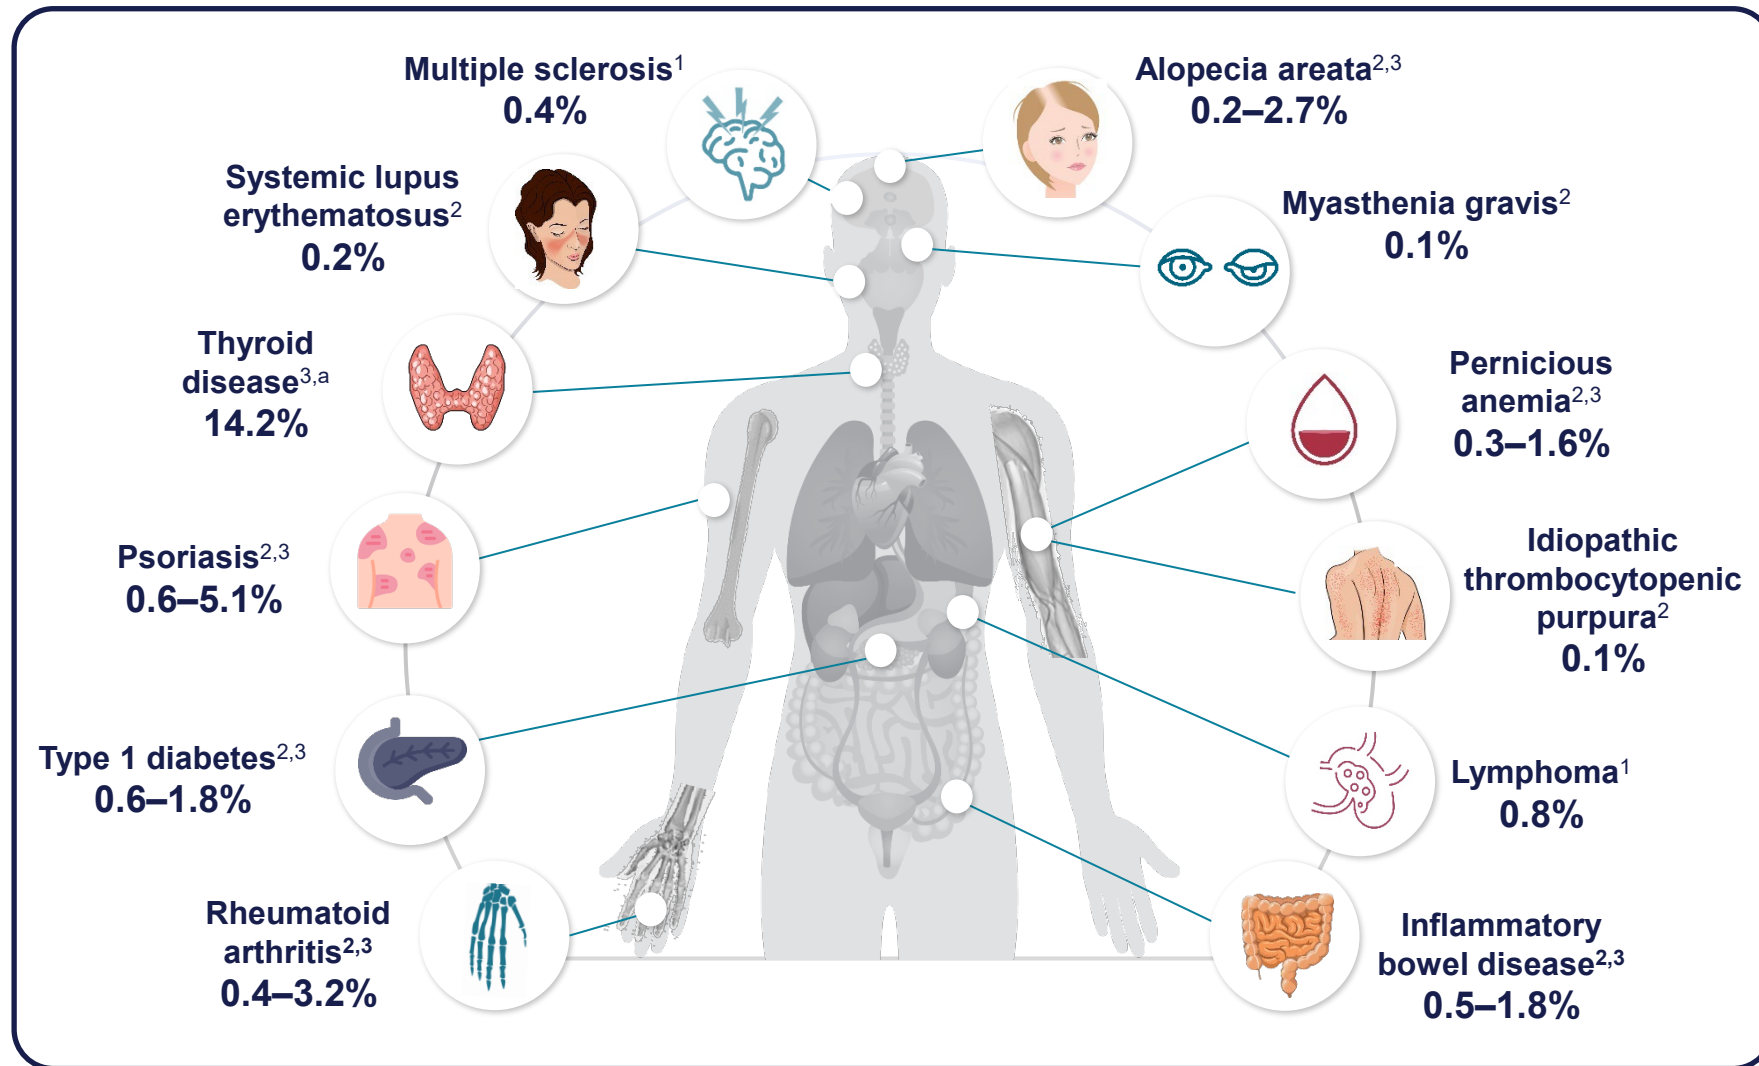 Multiple sclerosis1
0.4%
Alopecia areata2,3
0.2–2.7%
Systemic lupus
erythematosus2
0.2%
Myasthenia gravis2
0.1%
Thyroid
disease3,a
14.2%
Pernicious
anemia2,3
0.3–1.6%
Psoriasis2,3
0.6–5.1%
Idiopathic
thrombocytopenic
purpura2
0.1%
Type 1 diabetes2,3
0.6–1.8%
Lymphoma1
0.8%
Rheumatoid
arthritis2,3
0.4–3.2%
Inflammatory
bowel disease2,3
0.5–1.8%